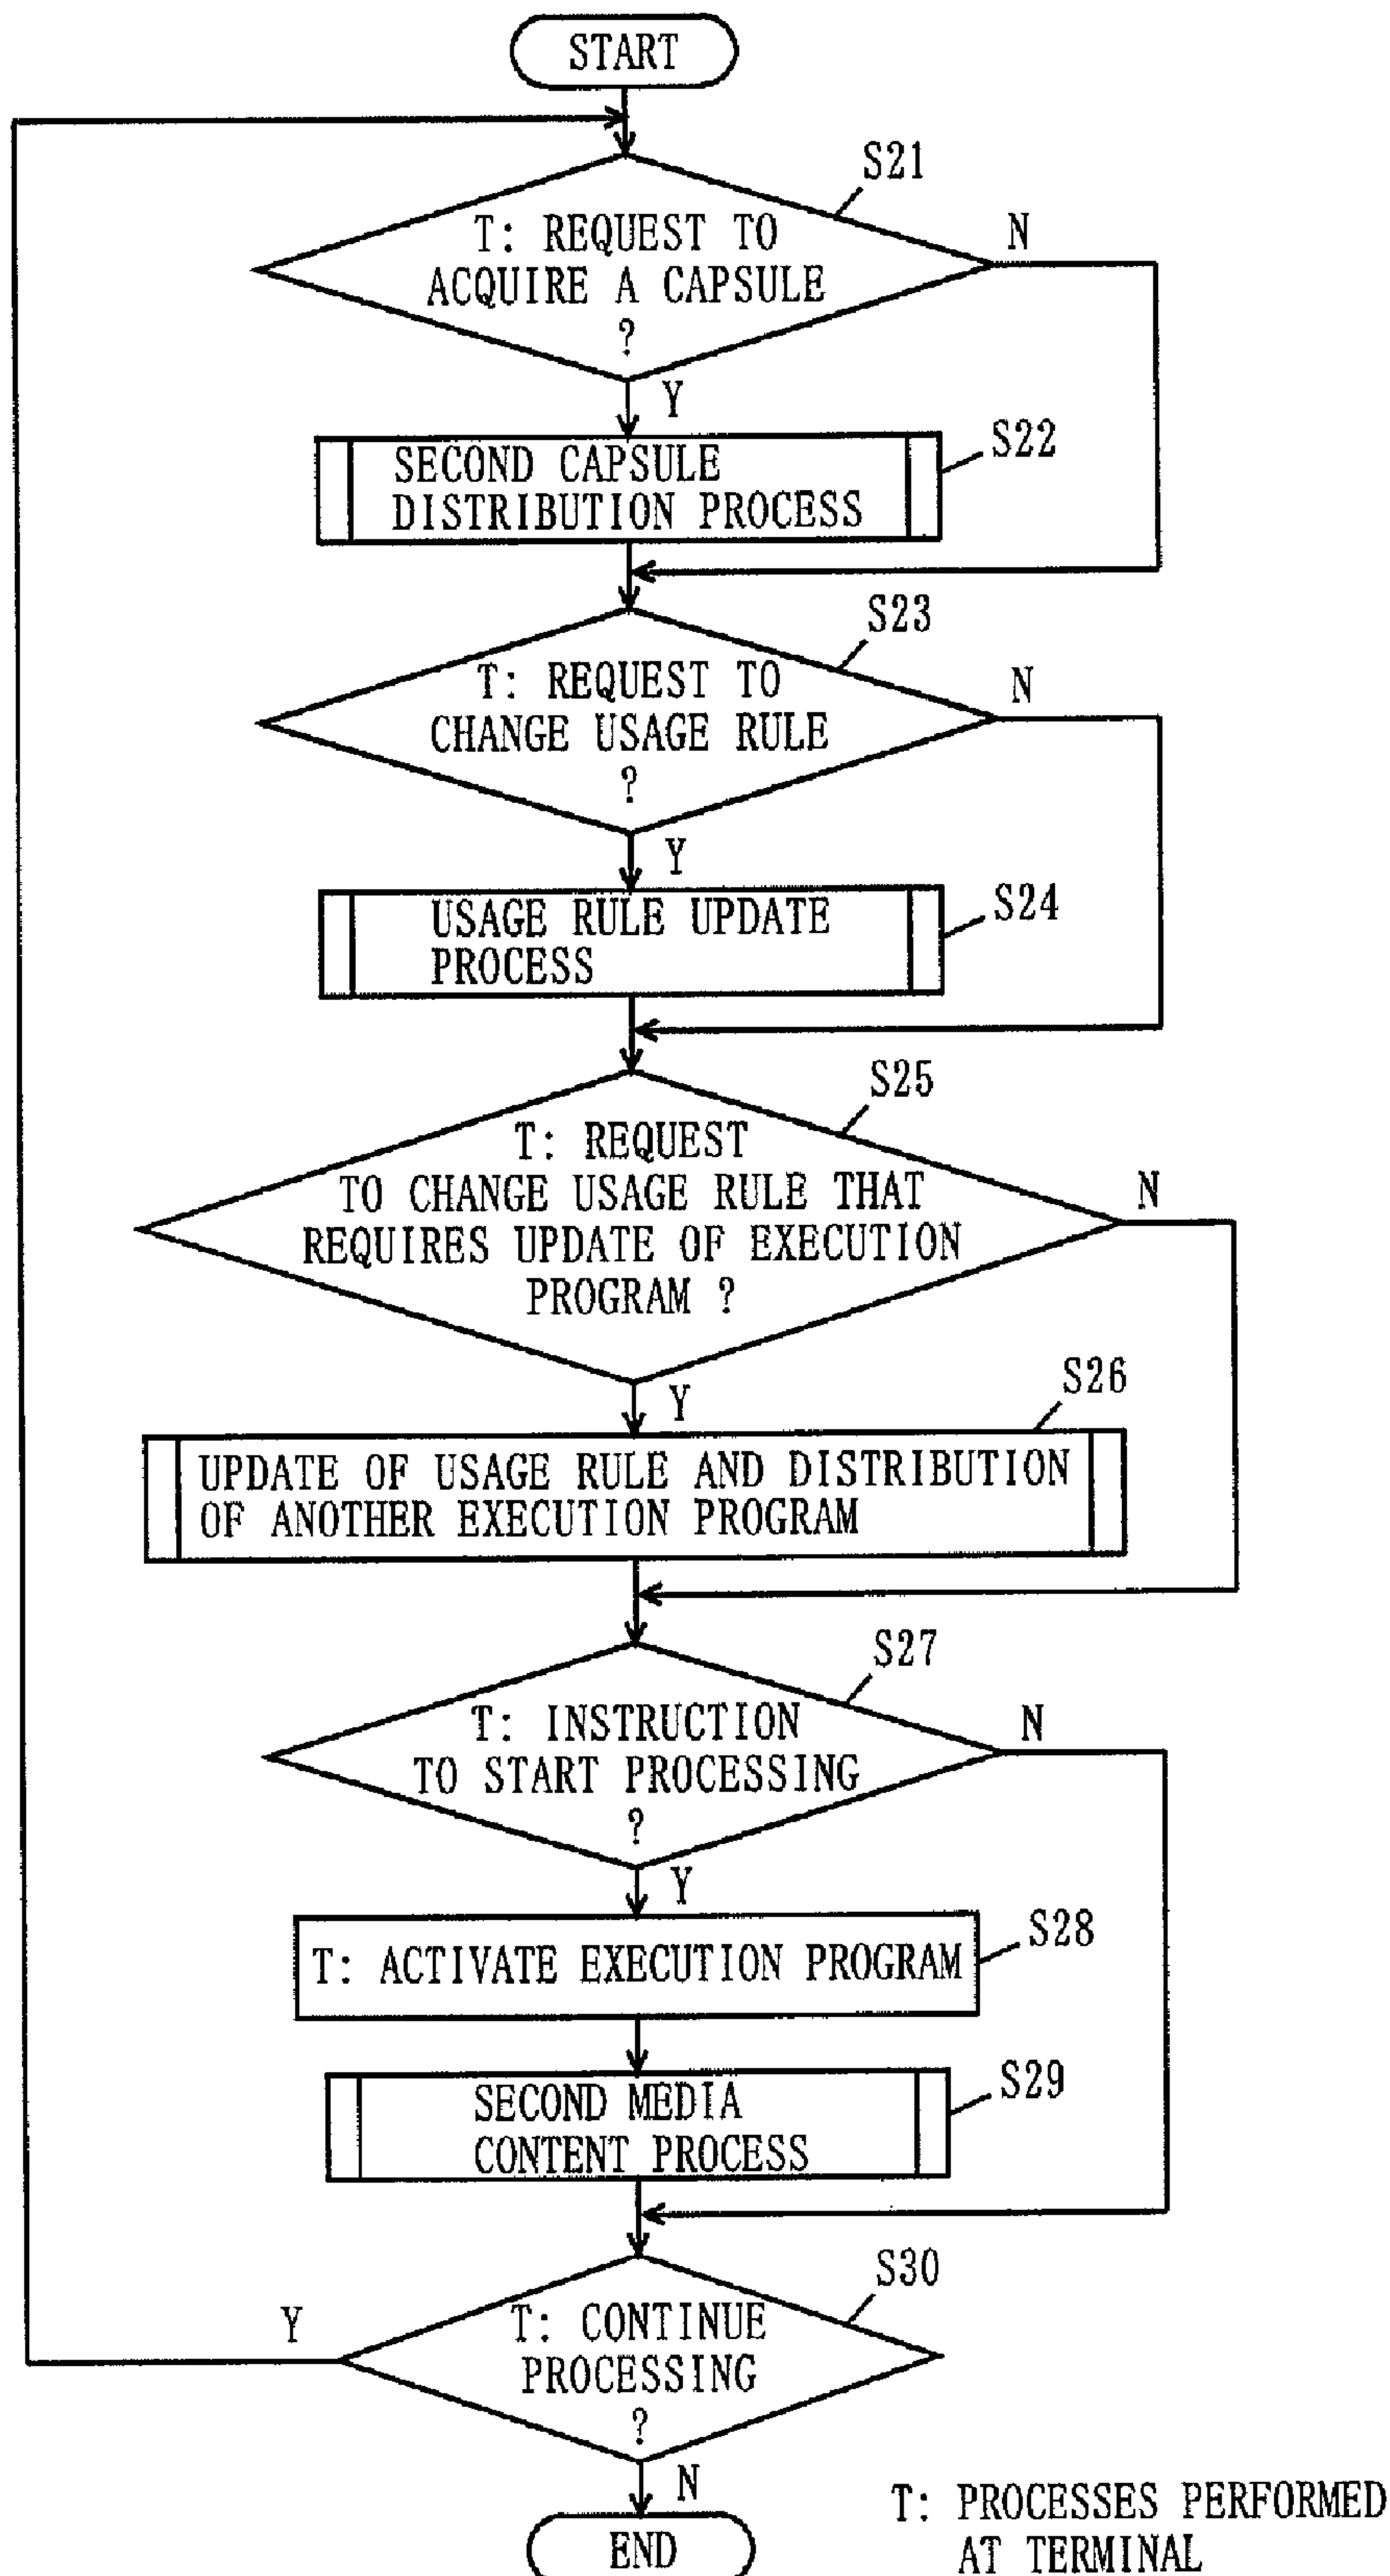 START
S21
T: REQUEST TO
ACQUIRE A CAPSULE
?
N
Y
SECOND CAPSULE
DISTRIBUTION PROCESS
S22
S23
T: REQUEST TO
CHANGE USAGE RULE
?
N
Y
USAGE RULE UPDATE
PROCESS
S24
S25
T: REQUEST
TO CHANGE USAGE RULE THAT
REQUIRES UPDATE OF EXECUTION
PROGRAM ?
N
Y
S26
UPDATE OF USAGE RULE AND DISTRIBUTION
OF ANOTHER EXECUTION PROGRAM
S27
T: INSTRUCTION
TO START PROCESSING
?
N
Y
T: ACTIVATE EXECUTION PROGRAM
S28
SECOND MEDIA
CONTENT PROCESS
S29
S30
T: CONTINUE
PROCESSING
?
Y
N
END
T: PROCESSES PERFORMED
AT TERMINAL